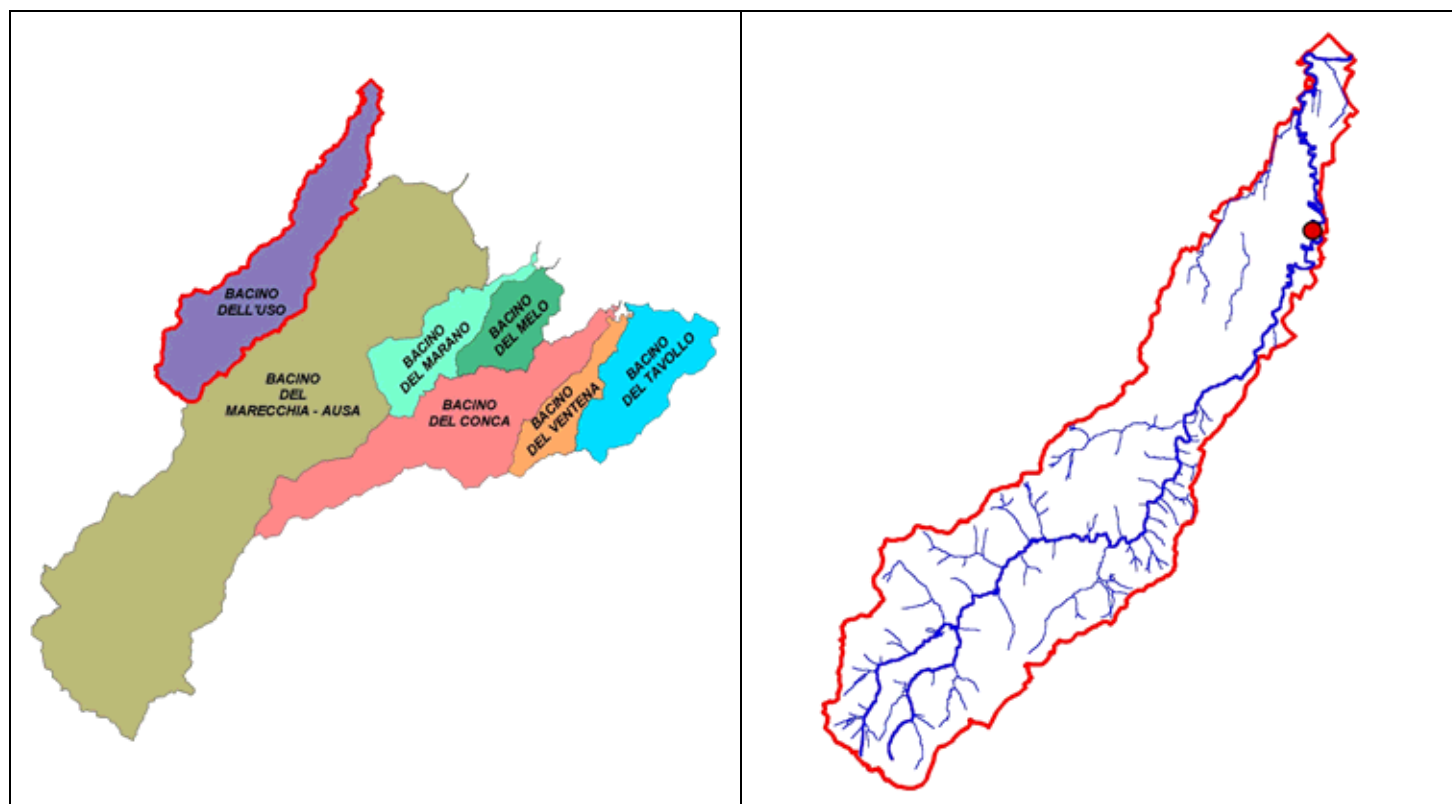 BACINO
DELL'USO
BACINO
DEL
MARECCHIA - AUSA
BACINO
DEL MARANO
BACINO
DEL MELO
BACINO
DEL CONCA
BACINO
DEL VENTENA
BACINO
DEL TAVOLLO